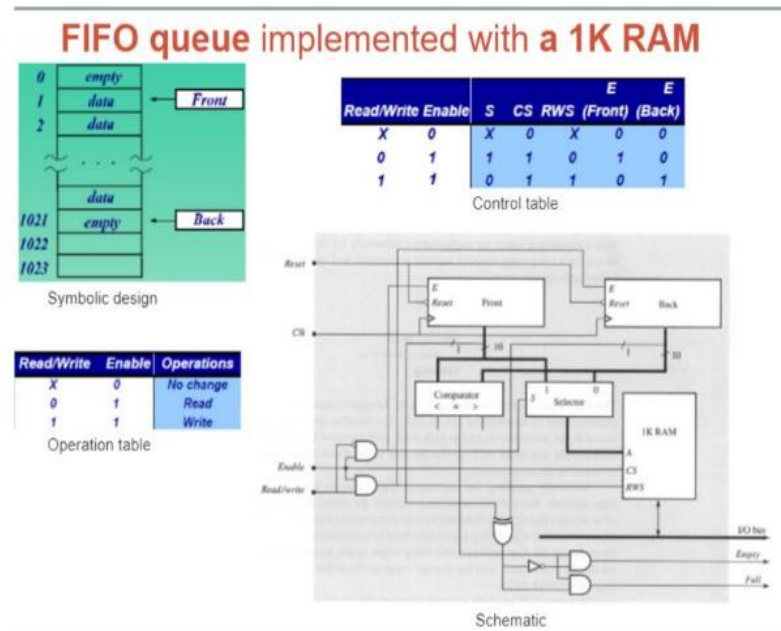 FIFO queue implemented with a 1K RAM
0 empty
1 data
2 data
. . .
data
1021 empty
1022
1023
Front
Back
Symbolic design
Read/Write Enable S CS RWS E (Front) E (Back)
X 0 X 0 X 0 0
0 1 1 1 0 1 0
1 1 0 1 1 0 1
Control table
Read/Write Enable Operations
X 0 No change
0 1 Read
1 1 Write
Operation table
Reset
E
Reset Front
E
Reset Back
Clk
1 10
1 10
Comparator
< = >
1 0
S Selector
1K RAM
A
CS
RWS
Enable
Read/write
I/O bus
Empty
Full
Schematic